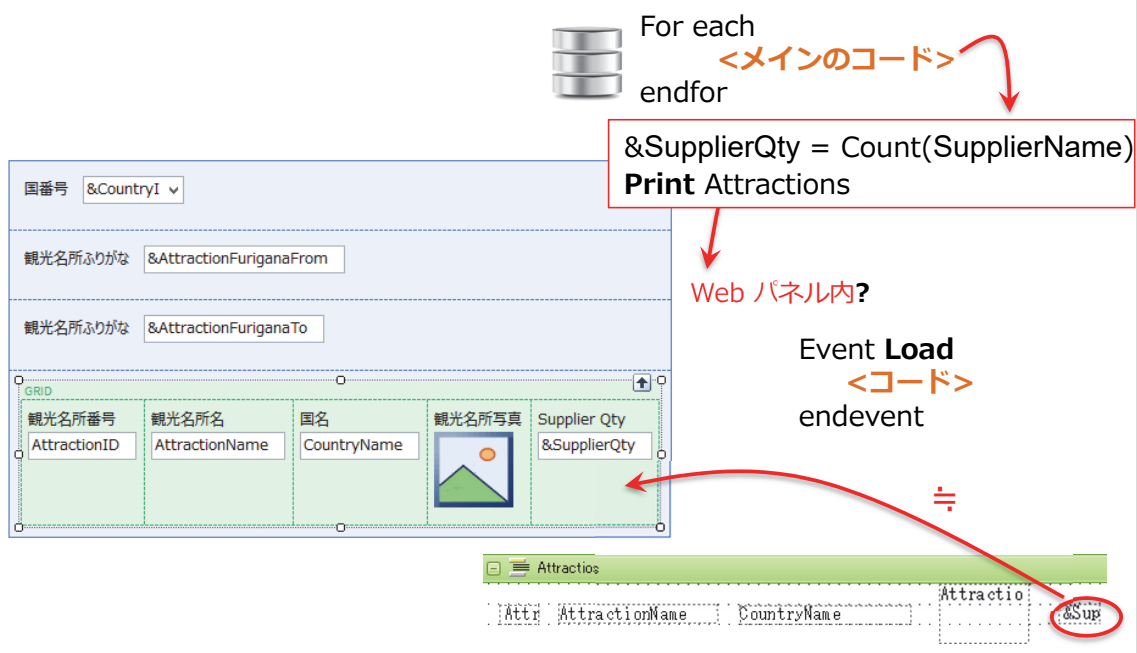 For each
<メインのコード>
endfor
&SupplierQty = Count(SupplierName)
Print Attractions
国番号 &CountryI
観光名所ふりがな &AttractionFuriganaFrom
Web パネル内?
観光名所ふりがな &AttractionFuriganaTo
Event Load
<コード>
endevent
GRID
観光名所番号 観光名所名 国名 観光名所写真 Supplier Qty
AttractionID AttractionName CountryName &SupplierQty
≒
Attractios
Attr AttractionName CountryName Attractio &Sup